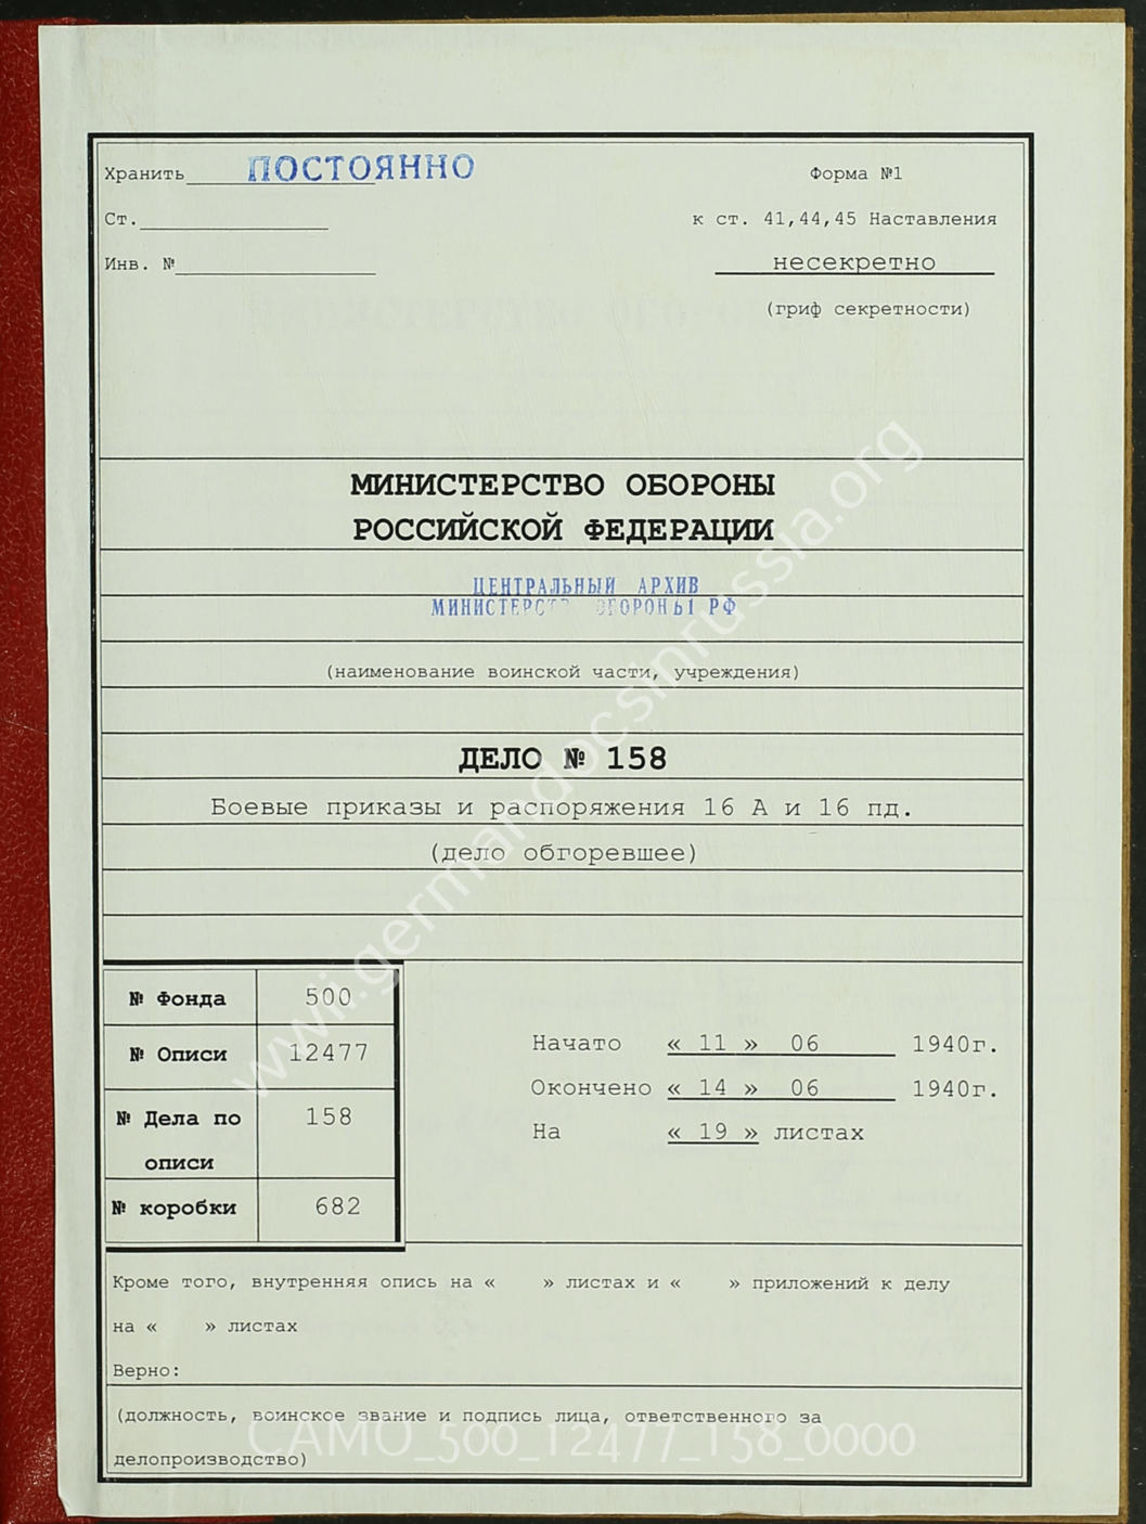 Хранить ПОСТОЯННО
Форма №1
Ст.
к ст. 41,44,45 Наставления
Инв. №
несекретно
(гриф секретности)
МИНИСТЕРСТВО ОБОРОНЫ
РОССИЙСКОЙ ФЕДЕРАЦИИ
ЦЕНТРАЛЬНЫЙ АРХИВ
МИНИСТЕРСТВ ОБОРОНЫ РФ
(наименование воинской части, учреждения)
ДЕЛО № 158
Боевые приказы и распоряжения 16 А и 16 пд.
(дело обгоревшее)
№ Фонда 500
№ Описи 12477
№ Дела по 158
описи
№ коробки 682
Начато « 11 » 06 1940г.
Окончено « 14 » 06 1940г.
На « 19 » листах
Кроме того, внутренняя опись на « » листах и « » приложений к делу
на « » листах
Верно:
(должность, воинское звание и подпись лица, ответственного за
делопроизводство)
CAMO_500_12477_158_0000
wwii.germandocsinrussia.org